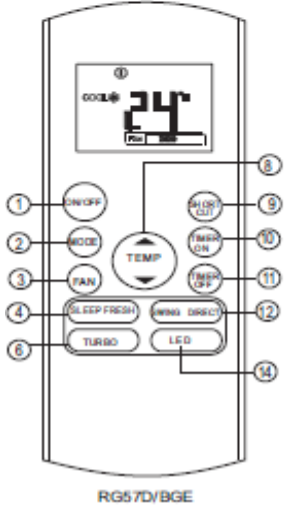 COOL
24°c
8
1 ON/OFF SHORT CUT 9
2 MODE TEMP TIMER ON 10
3 FAN TIMER OFF 11
4 SLEEP FRESH SWING DIRECT 12
6 TURBO LED 14
RG57D/BGE